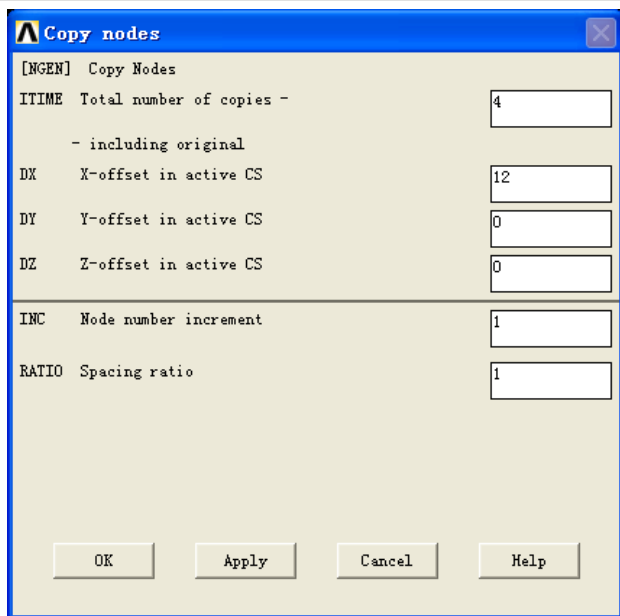 Copy nodes
[NGEN] Copy Nodes
ITIME Total number of copies - 4
- including original
DX X-offset in active CS 12
DY Y-offset in active CS 0
DZ Z-offset in active CS 0
INC Node number increment 1
RATIO Spacing ratio 1
OK Apply Cancel Help